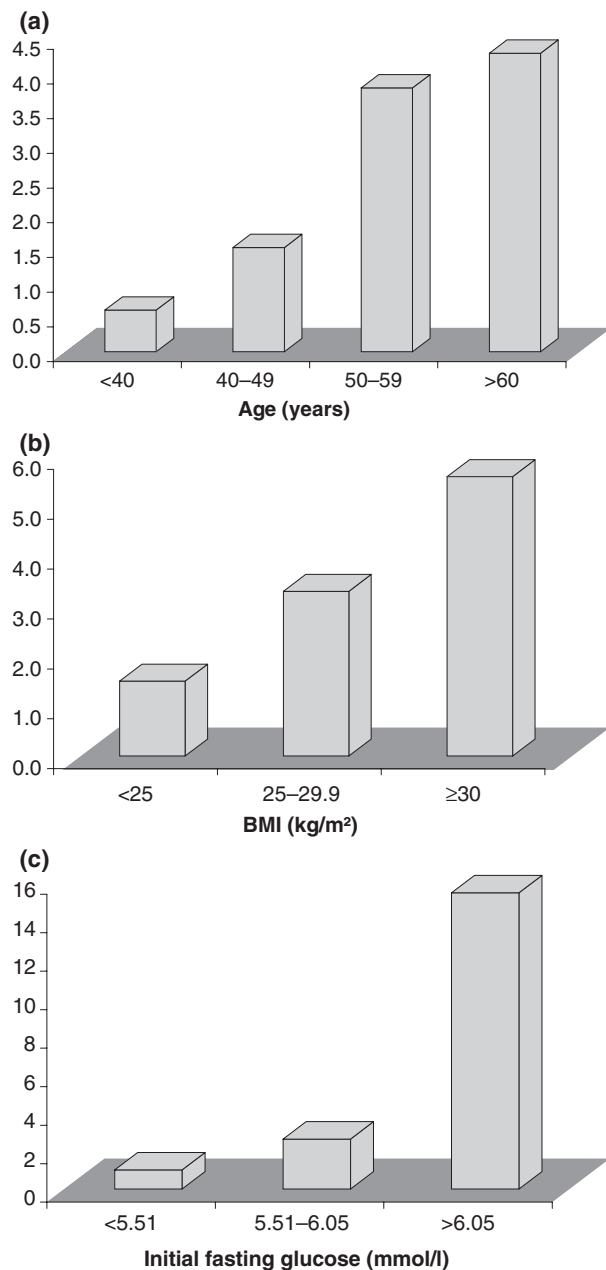 (a)
4.5
4.0
3.5
3.0
2.5
2.0
1.5
1.0
0.5
0.0
<40 40–49 50–59 >60
Age (years)
(b)
6.0
5.0
4.0
3.0
2.0
1.0
0.0
<25 25–29.9 ≥30
BMI (kg/m²)
(c)
16
14
12
10
8
6
4
2
0
<5.51 5.51–6.05 >6.05
Initial fasting glucose (mmol/l)